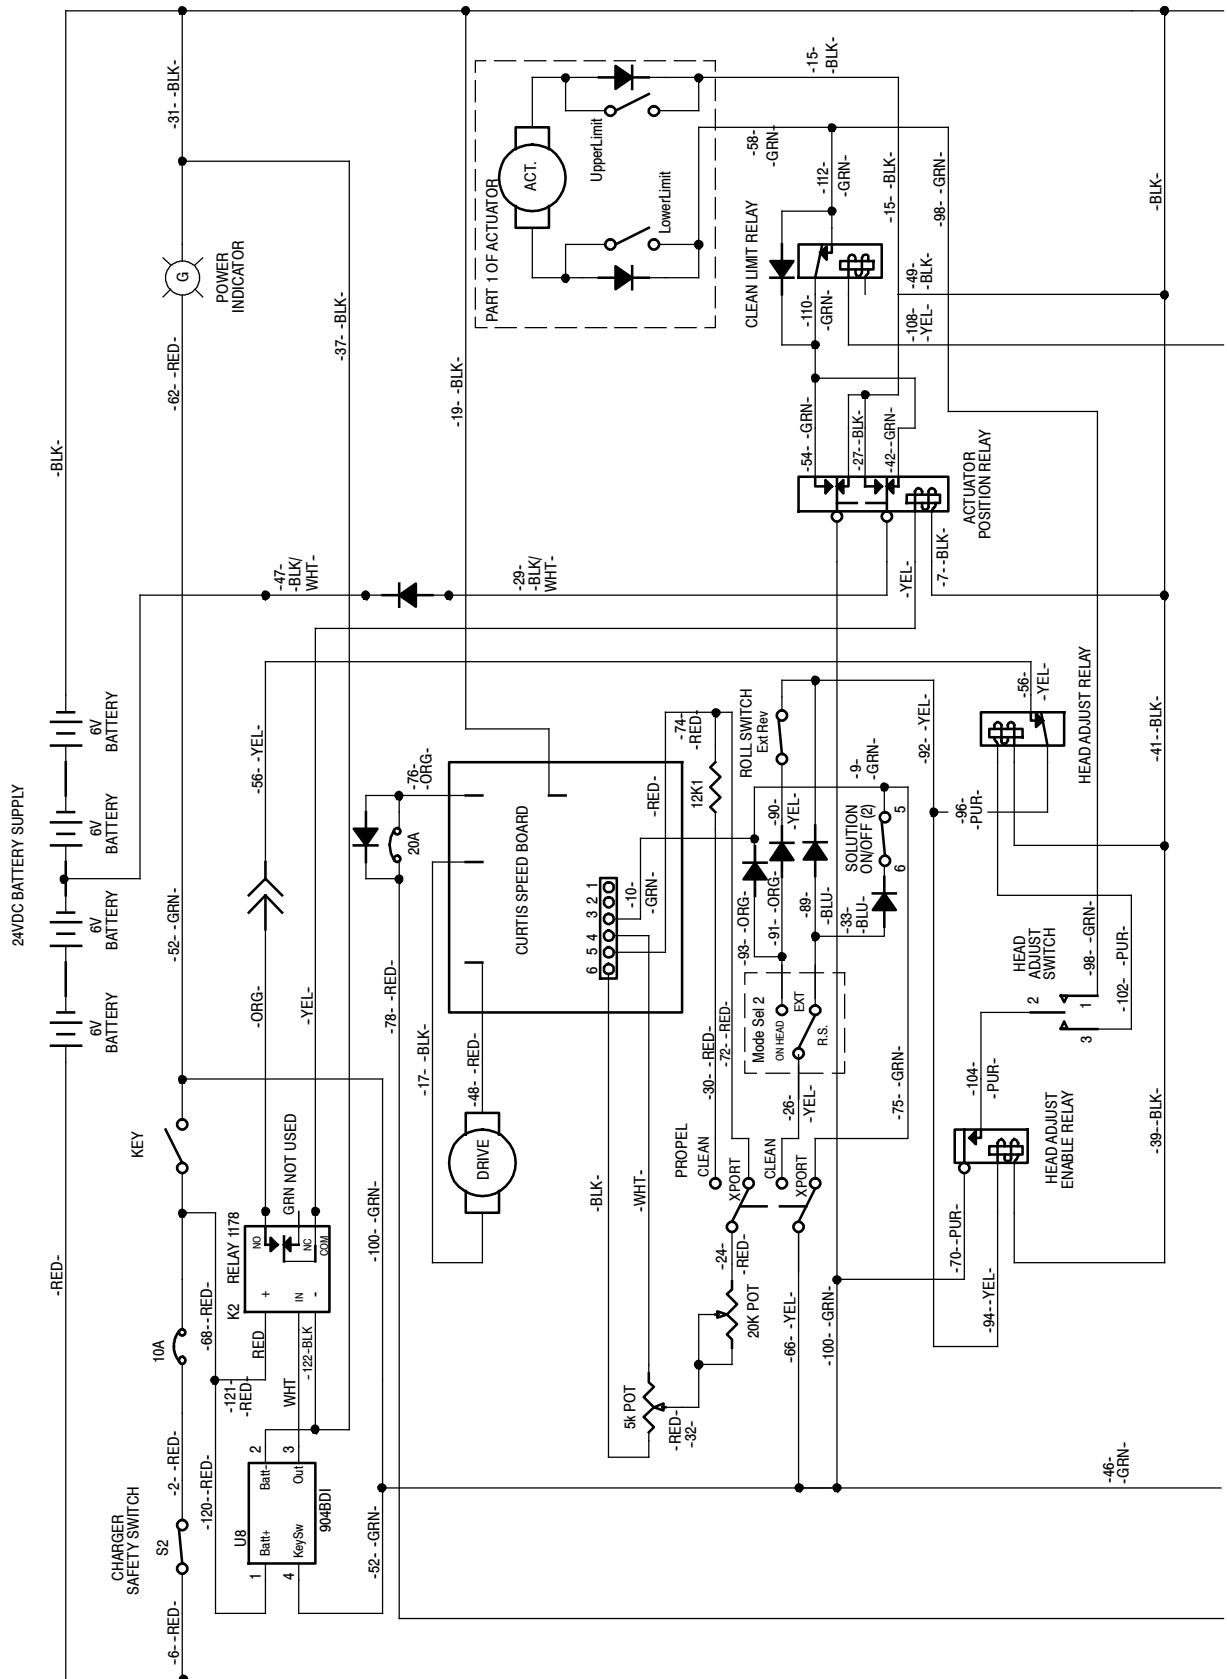 24VDC BATTERY SUPPLY
-RED-
6V
BATTERY
6V
BATTERY
6V
BATTERY
6V
BATTERY
-BLK-
CHARGER
SAFETY SWITCH
-6--RED-
S2
-2- -RED-
10A
KEY
-52- -GRN-
-62- -RED-
G
POWER
INDICATOR
-31- -BLK-
-120--RED-
-68--RED-
-121-
-RED-
U8
1
Batt+
Batt-
2
4
KeySw
Out
3
904BDI
RED
WHT
-122-BLK
K2
RELAY 1178
+
IN
-
NO
NC
COM
GRN NOT USED
-ORG-
-YEL-
-56- -YEL-
-37- -BLK-
-47-
-BLK/
WHT-
-29-
-BLK/
WHT-
-52- -GRN-
-100- -GRN-
-78- -RED-
20A
-76-
-ORG-
-19- -BLK-
-17- -BLK-
-48- -RED-
DRIVE
CURTIS SPEED BOARD
6
5
4
3
2
1
-10-
-GRN-
-RED-
-74-
-RED-
-BLK-
-WHT-
5k POT
-RED-
-32-
20K POT
-24-
-RED-
PROPEL
CLEAN
XPORT
CLEAN
XPORT
-30- -RED-
-72- -RED-
12K1
-66- -YEL-
-100- -GRN-
-26-
-YEL-
-75- -GRN-
Mode Sel 2
ON HEAD
EXT
R.S.
-93- -ORG-
-91- -ORG-
-90-
-YEL-
-89-
-BLU-
-33-
-BLU-
ROLL SWITCH
Ext Rev
SOLUTION
ON/OFF (2)
6
5
-9-
-GRN-
-92- -YEL-
PART 1 OF ACTUATOR
ACT.
LowerLimit
UpperLimit
-15-
-BLK-
-58-
-GRN-
CLEAN LIMIT RELAY
-110-
-GRN-
-112-
-GRN-
-15- -BLK-
-98- -GRN-
-49-
-BLK-
-108-
-YEL-
-54- -GRN-
-27--BLK-
-42--GRN-
ACTUATOR
POSITION RELAY
-YEL-
-7--BLK-
-BLK-
-41--BLK-
-56-
-YEL-
HEAD ADJUST RELAY
-96-
-PUR-
HEAD
ADJUST
SWITCH
2
3
1
-98- -GRN-
-102- -PUR-
-104-
-PUR-
HEAD ADJUST
ENABLE RELAY
-70--PUR-
-94--YEL-
-39--BLK-
-46-
-GRN-